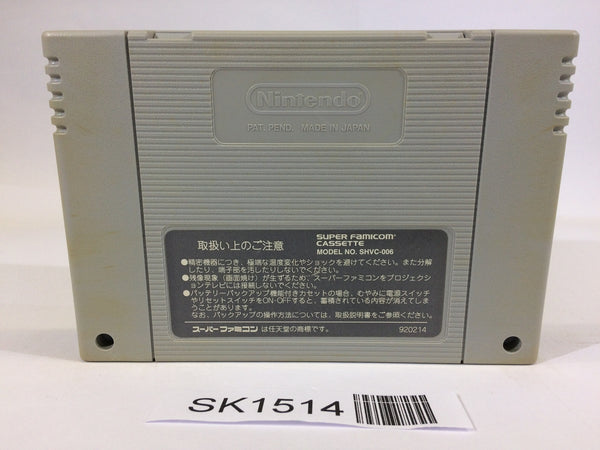 Nintendo
PAT. PEND. MADE IN JAPAN
取扱い上のご注意
SUPER FAMICOM
CASSETTE
MODEL NO. SHVC-006
●精密機器につき、極端な温度変化やショックを避けてください。また分解
したり、端子部を汚したりしないでください。
●残像現象（画面焼け）が生ずるため、スーパーファミコンをプロジェクシ
ョンテレビには接続しないでください。
●バッテリーバックアップ機能付きカセットの場合、むやみに電源スイッチ
やリセットスイッチをON-OFFすると、蓄積されている内容が消えてしま
うことがあります。
なお、バックアップの操作方法については、取扱説明書をご参照ください。
スーパーファミコン は任天堂の商標です。 920214
SK1514